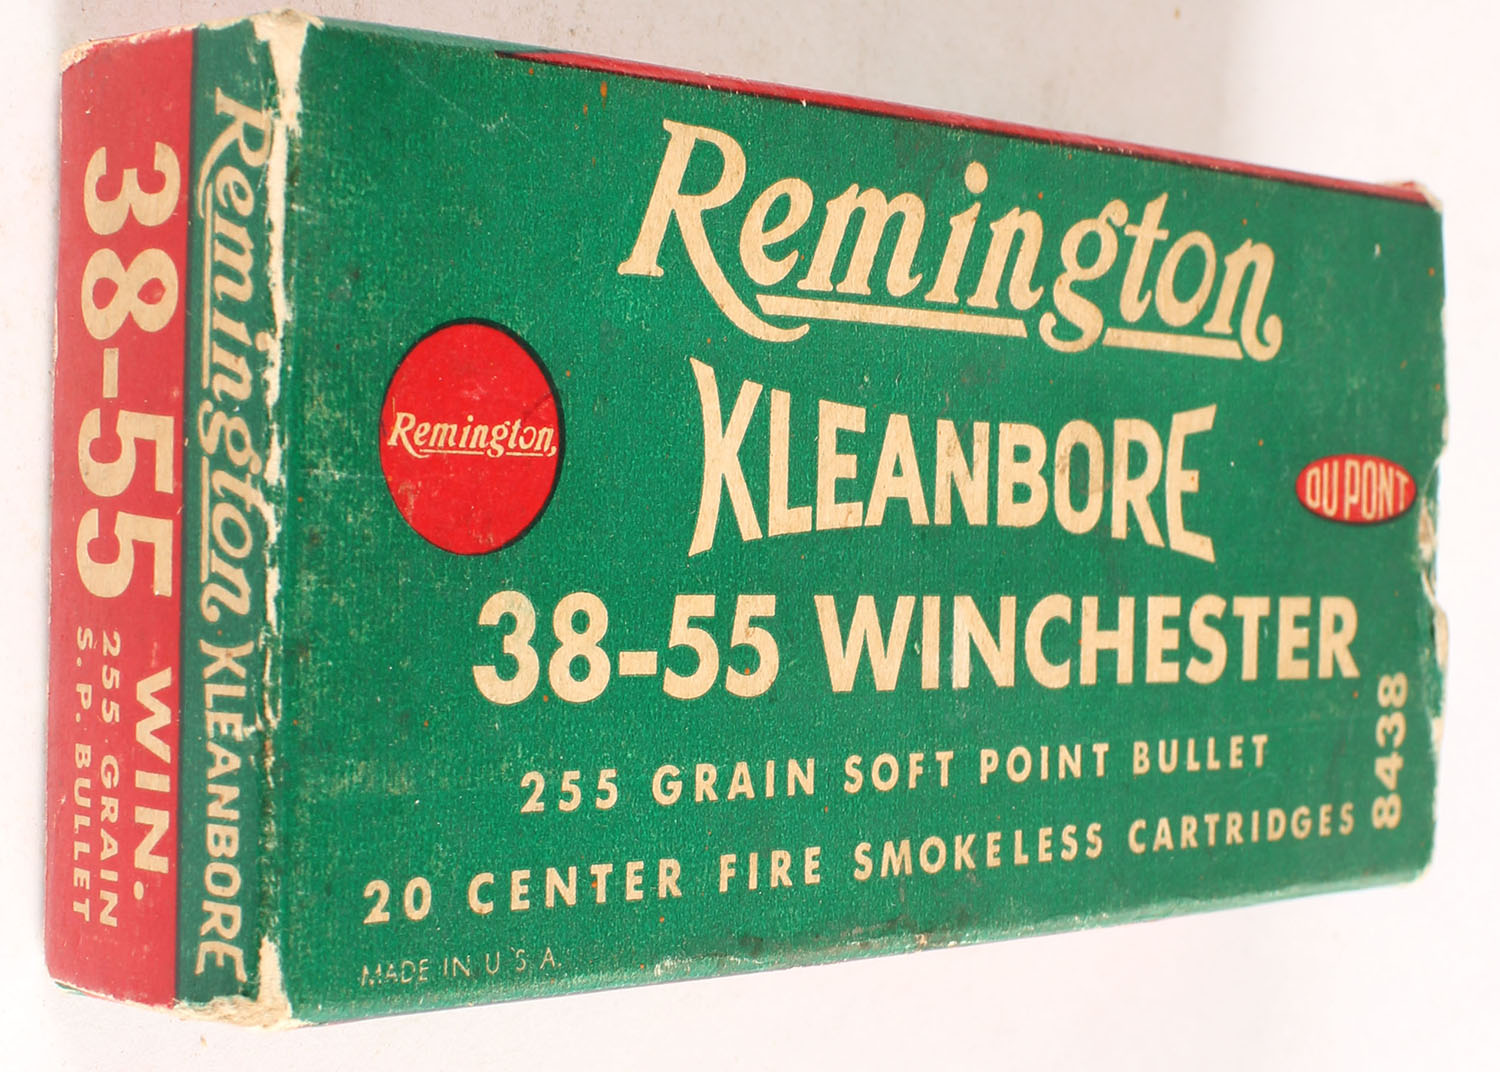 Remington
KLEANBORE
Remington
DU PONT
38-55 WINCHESTER
255 GRAIN SOFT POINT BULLET
20 CENTER FIRE SMOKELESS CARTRIDGES
8438
MADE IN U S A.
Remington KLEANBORE
38-55 WIN.
255 GRAIN
S.P. BULLET